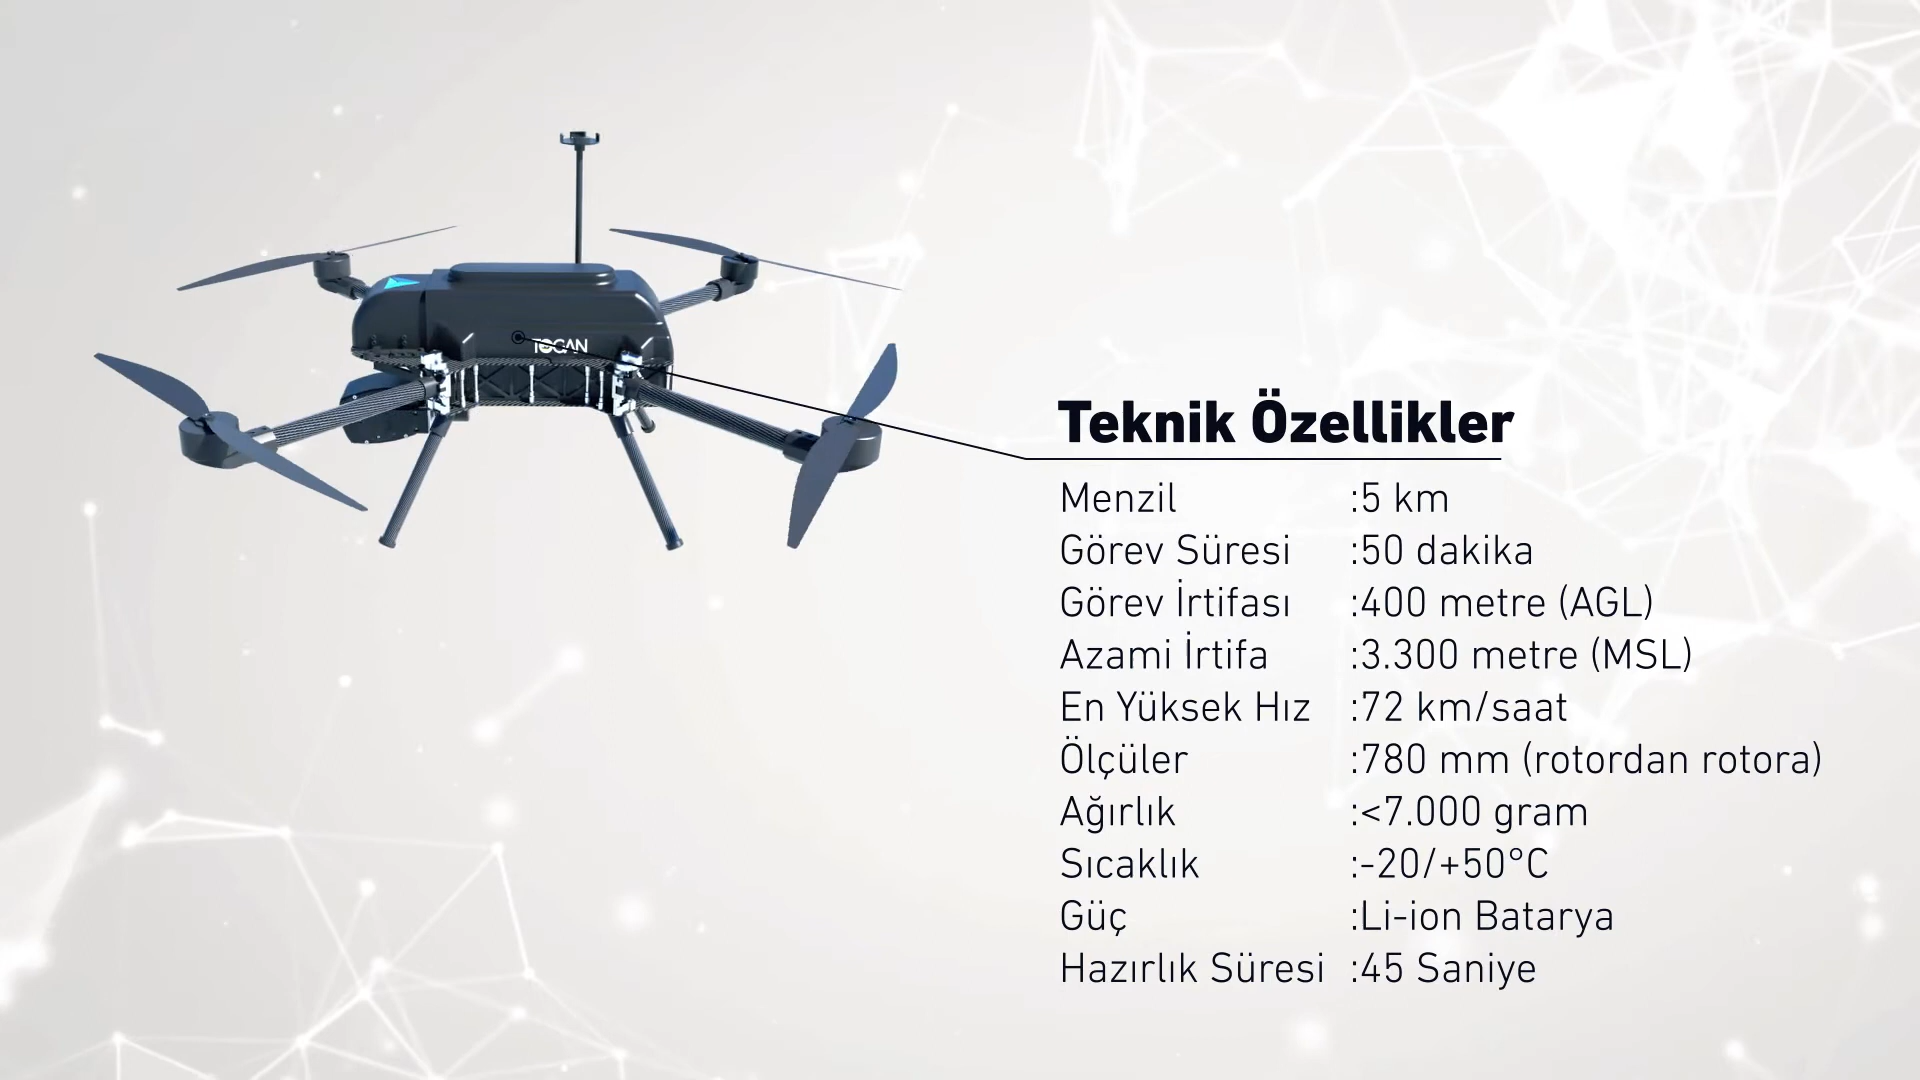 TOGAN
Teknik Özellikler
Menzil :5 km
Görev Süresi :50 dakika
Görev İrtifası :400 metre (AGL)
Azami İrtifa :3.300 metre (MSL)
En Yüksek Hız :72 km/saat
Ölçüler :780 mm (rotordan rotora)
Ağırlık :<7.000 gram
Sıcaklık :-20/+50°C
Güç :Li-ion Batarya
Hazırlık Süresi :45 Saniye